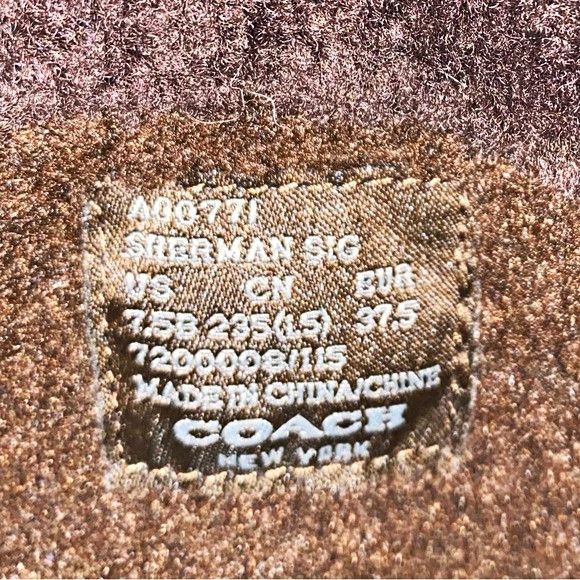 A00771
SHERMAN SIG
US CN EUR
7.5B 235(1.5) 37.5
7200008/115
MADE IN CHINA/CHINE
COACH
NEW YORK